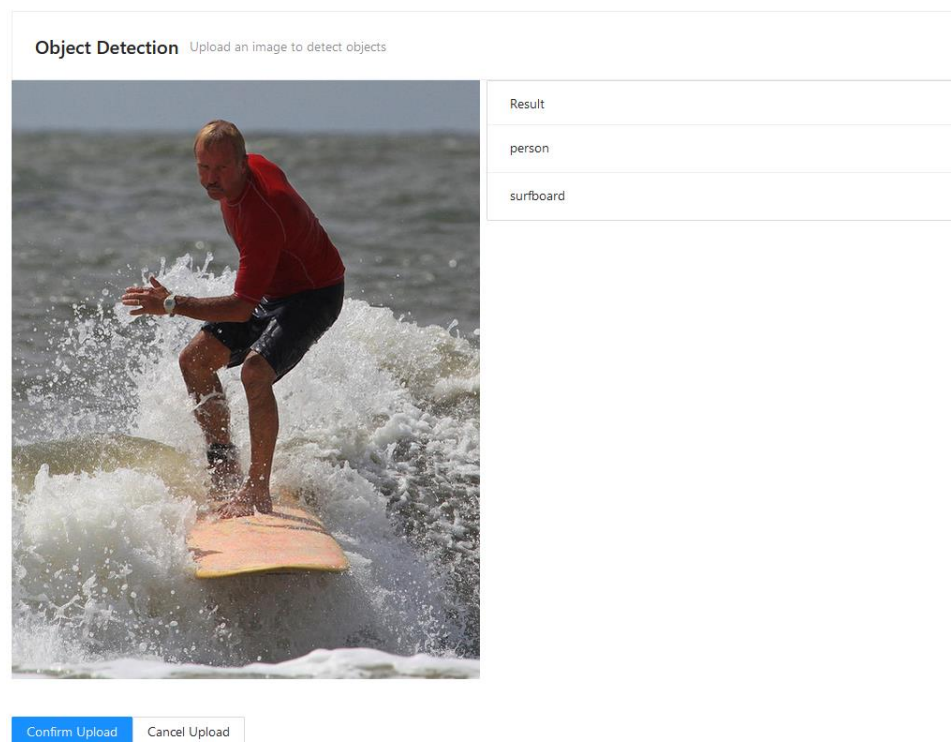 Object Detection Upload an image to detect objects
Result
person
surfboard
Confirm Upload Cancel Upload